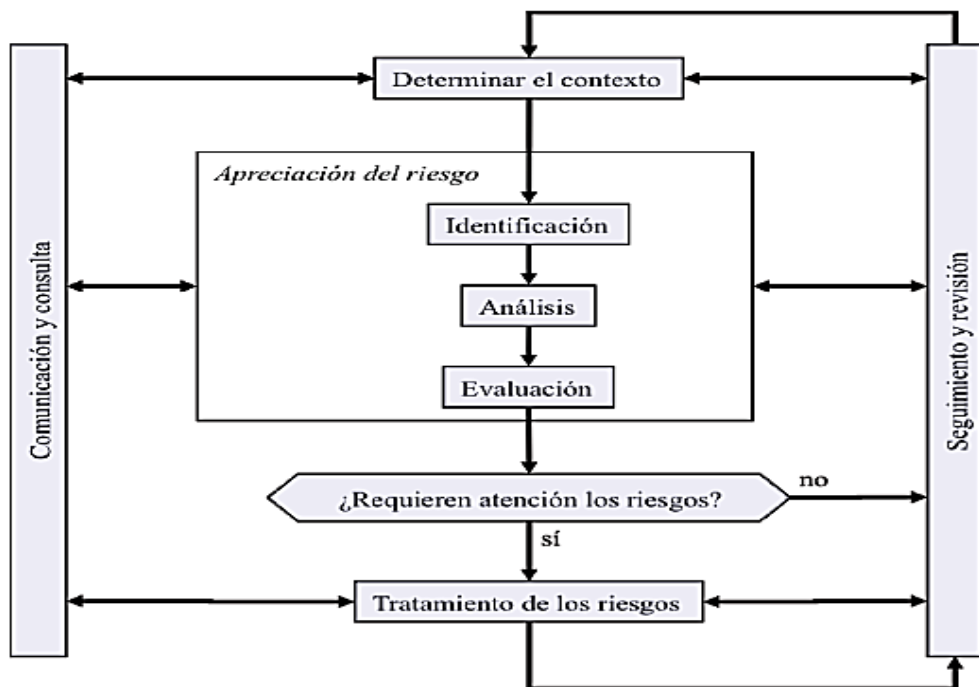 Determinar el contexto
Apreciación del riesgo
Identificación
Análisis
Evaluación
¿Requieren atención los riesgos?
no
sí
Tratamiento de los riesgos
Comunicación y consulta
Seguimiento y revisión